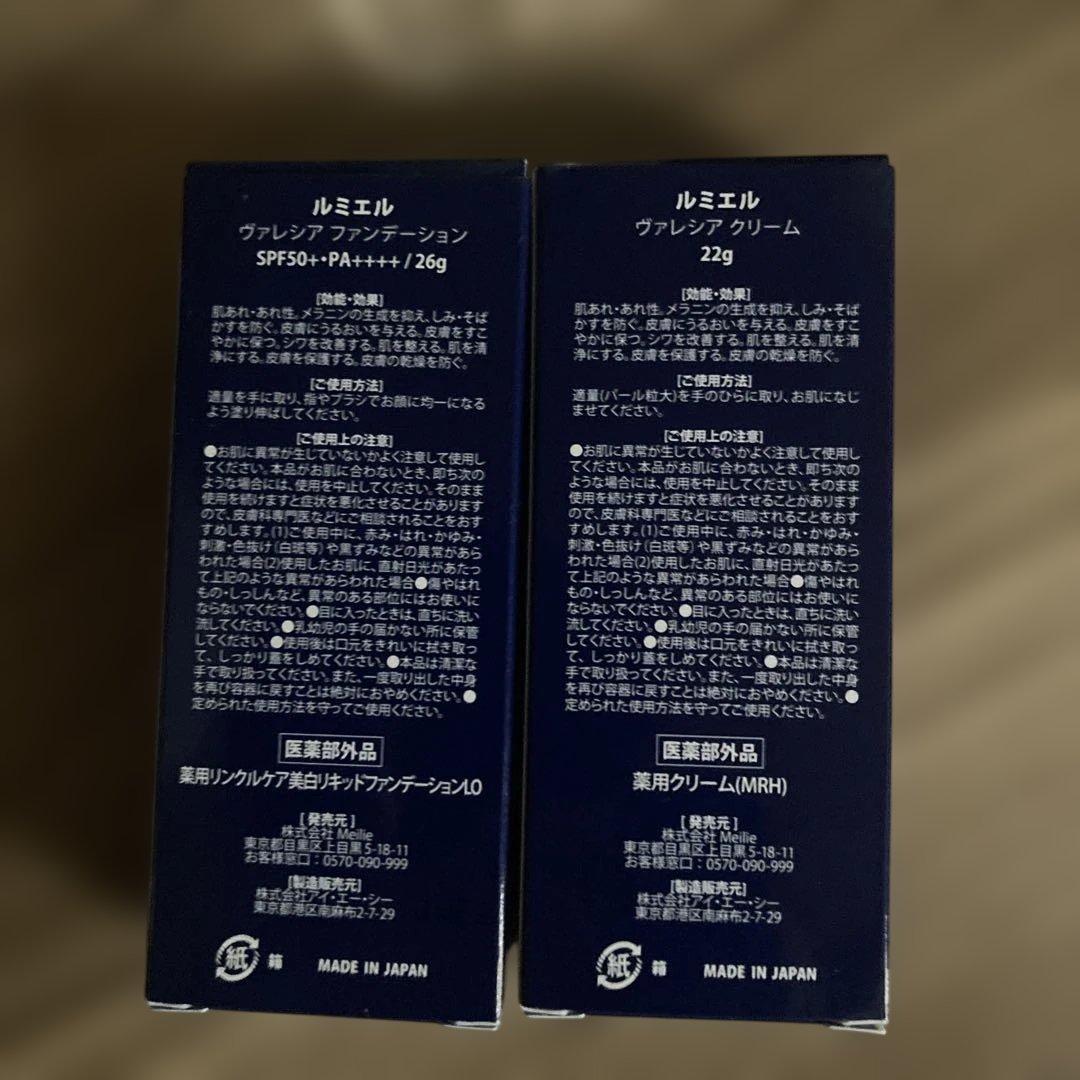 ルミエル
ヴァレシア ファンデーション
SPF50+・PA++++ / 26g
[効能・効果]
肌あれ・あれ性。メラニンの生成を抑え、しみ・そば
かすを防ぐ。皮膚にうるおいを与える。皮膚をすこ
やかに保つ。シワを改善する。肌を整える。肌を清
浄にする。皮膚を保護する。皮膚の乾燥を防ぐ。
[ご使用方法]
適量を手に取り、指やブラシでお顔に均一になる
よう塗り伸ばしてください。
[ご使用上の注意]
●お肌に異常が生じていないかよく注意して使用し
てください。本品がお肌に合わないとき、即ち次の
ような場合には、使用を中止してください。そのまま
使用を続けますと症状を悪化させることがあります
ので、皮膚科専門医などにご相談されることをおす
すめします。(1)ご使用中に、赤み・はれ・かゆみ・
刺激・色抜け(白斑等)や黒ずみなどの異常があら
われた場合(2)使用したお肌に、直射日光があたっ
て上記のような異常があらわれた場合●傷やはれ
もの・しっしんなど、異常のある部位にはお使いに
ならないでください。●目に入ったときは、直ちに洗い
流してください。●乳幼児の手の届かない所に保管
してください。●使用後は口元をきれいに拭き取っ
て、しっかり蓋をしめてください。●本品は清潔な
手で取り扱ってください。また、一度取り出した中身
を再び容器に戻すことは絶対におやめください。●
定められた使用方法を守ってご使用ください。
医薬部外品
薬用リンクルケア美白リキッドファンデーションLO
[発売元]
株式会社 Meilie
東京都目黒区上目黒5-18-11
お客様窓口:0570-090-999
[製造販売元]
株式会社アイ・エー・シー
東京都港区南麻布2-7-29
紙 箱 MADE IN JAPAN
ルミエル
ヴァレシア クリーム
22g
[効能・効果]
肌あれ・あれ性。メラニンの生成を抑え、しみ・そば
かすを防ぐ。皮膚にうるおいを与える。皮膚をすこ
やかに保つ。シワを改善する。肌を整える。肌を清
浄にする。皮膚を保護する。皮膚の乾燥を防ぐ。
[ご使用方法]
適量(パール粒大)を手のひらに取り、お肌になじ
ませてください。
[ご使用上の注意]
●お肌に異常が生じていないかよく注意して使用し
てください。本品がお肌に合わないとき、即ち次の
ような場合には、使用を中止してください。そのまま
使用を続けますと症状を悪化させることがあります
ので、皮膚科専門医などにご相談されることをおす
すめします。(1)ご使用中に、赤み・はれ・かゆみ・
刺激・色抜け(白斑等)や黒ずみなどの異常があら
われた場合(2)使用したお肌に、直射日光があたっ
て上記のような異常があらわれた場合●傷やはれ
もの・しっしんなど、異常のある部位にはお使いに
ならないでください。●目に入ったときは、直ちに洗い
流してください。●乳幼児の手の届かない所に保管
してください。●使用後は口元をきれいに拭き取っ
て、しっかり蓋をしめてください。●本品は清潔な
手で取り扱ってください。また、一度取り出した中身
を再び容器に戻すことは絶対におやめください。●
定められた使用方法を守ってご使用ください。
医薬部外品
薬用クリーム(MRH)
[発売元]
株式会社 Meilie
東京都目黒区上目黒5-18-11
お客様窓口:0570-090-999
[製造販売元]
株式会社アイ・エー・シー
東京都港区南麻布2-7-29
紙 箱 MADE IN JAPAN